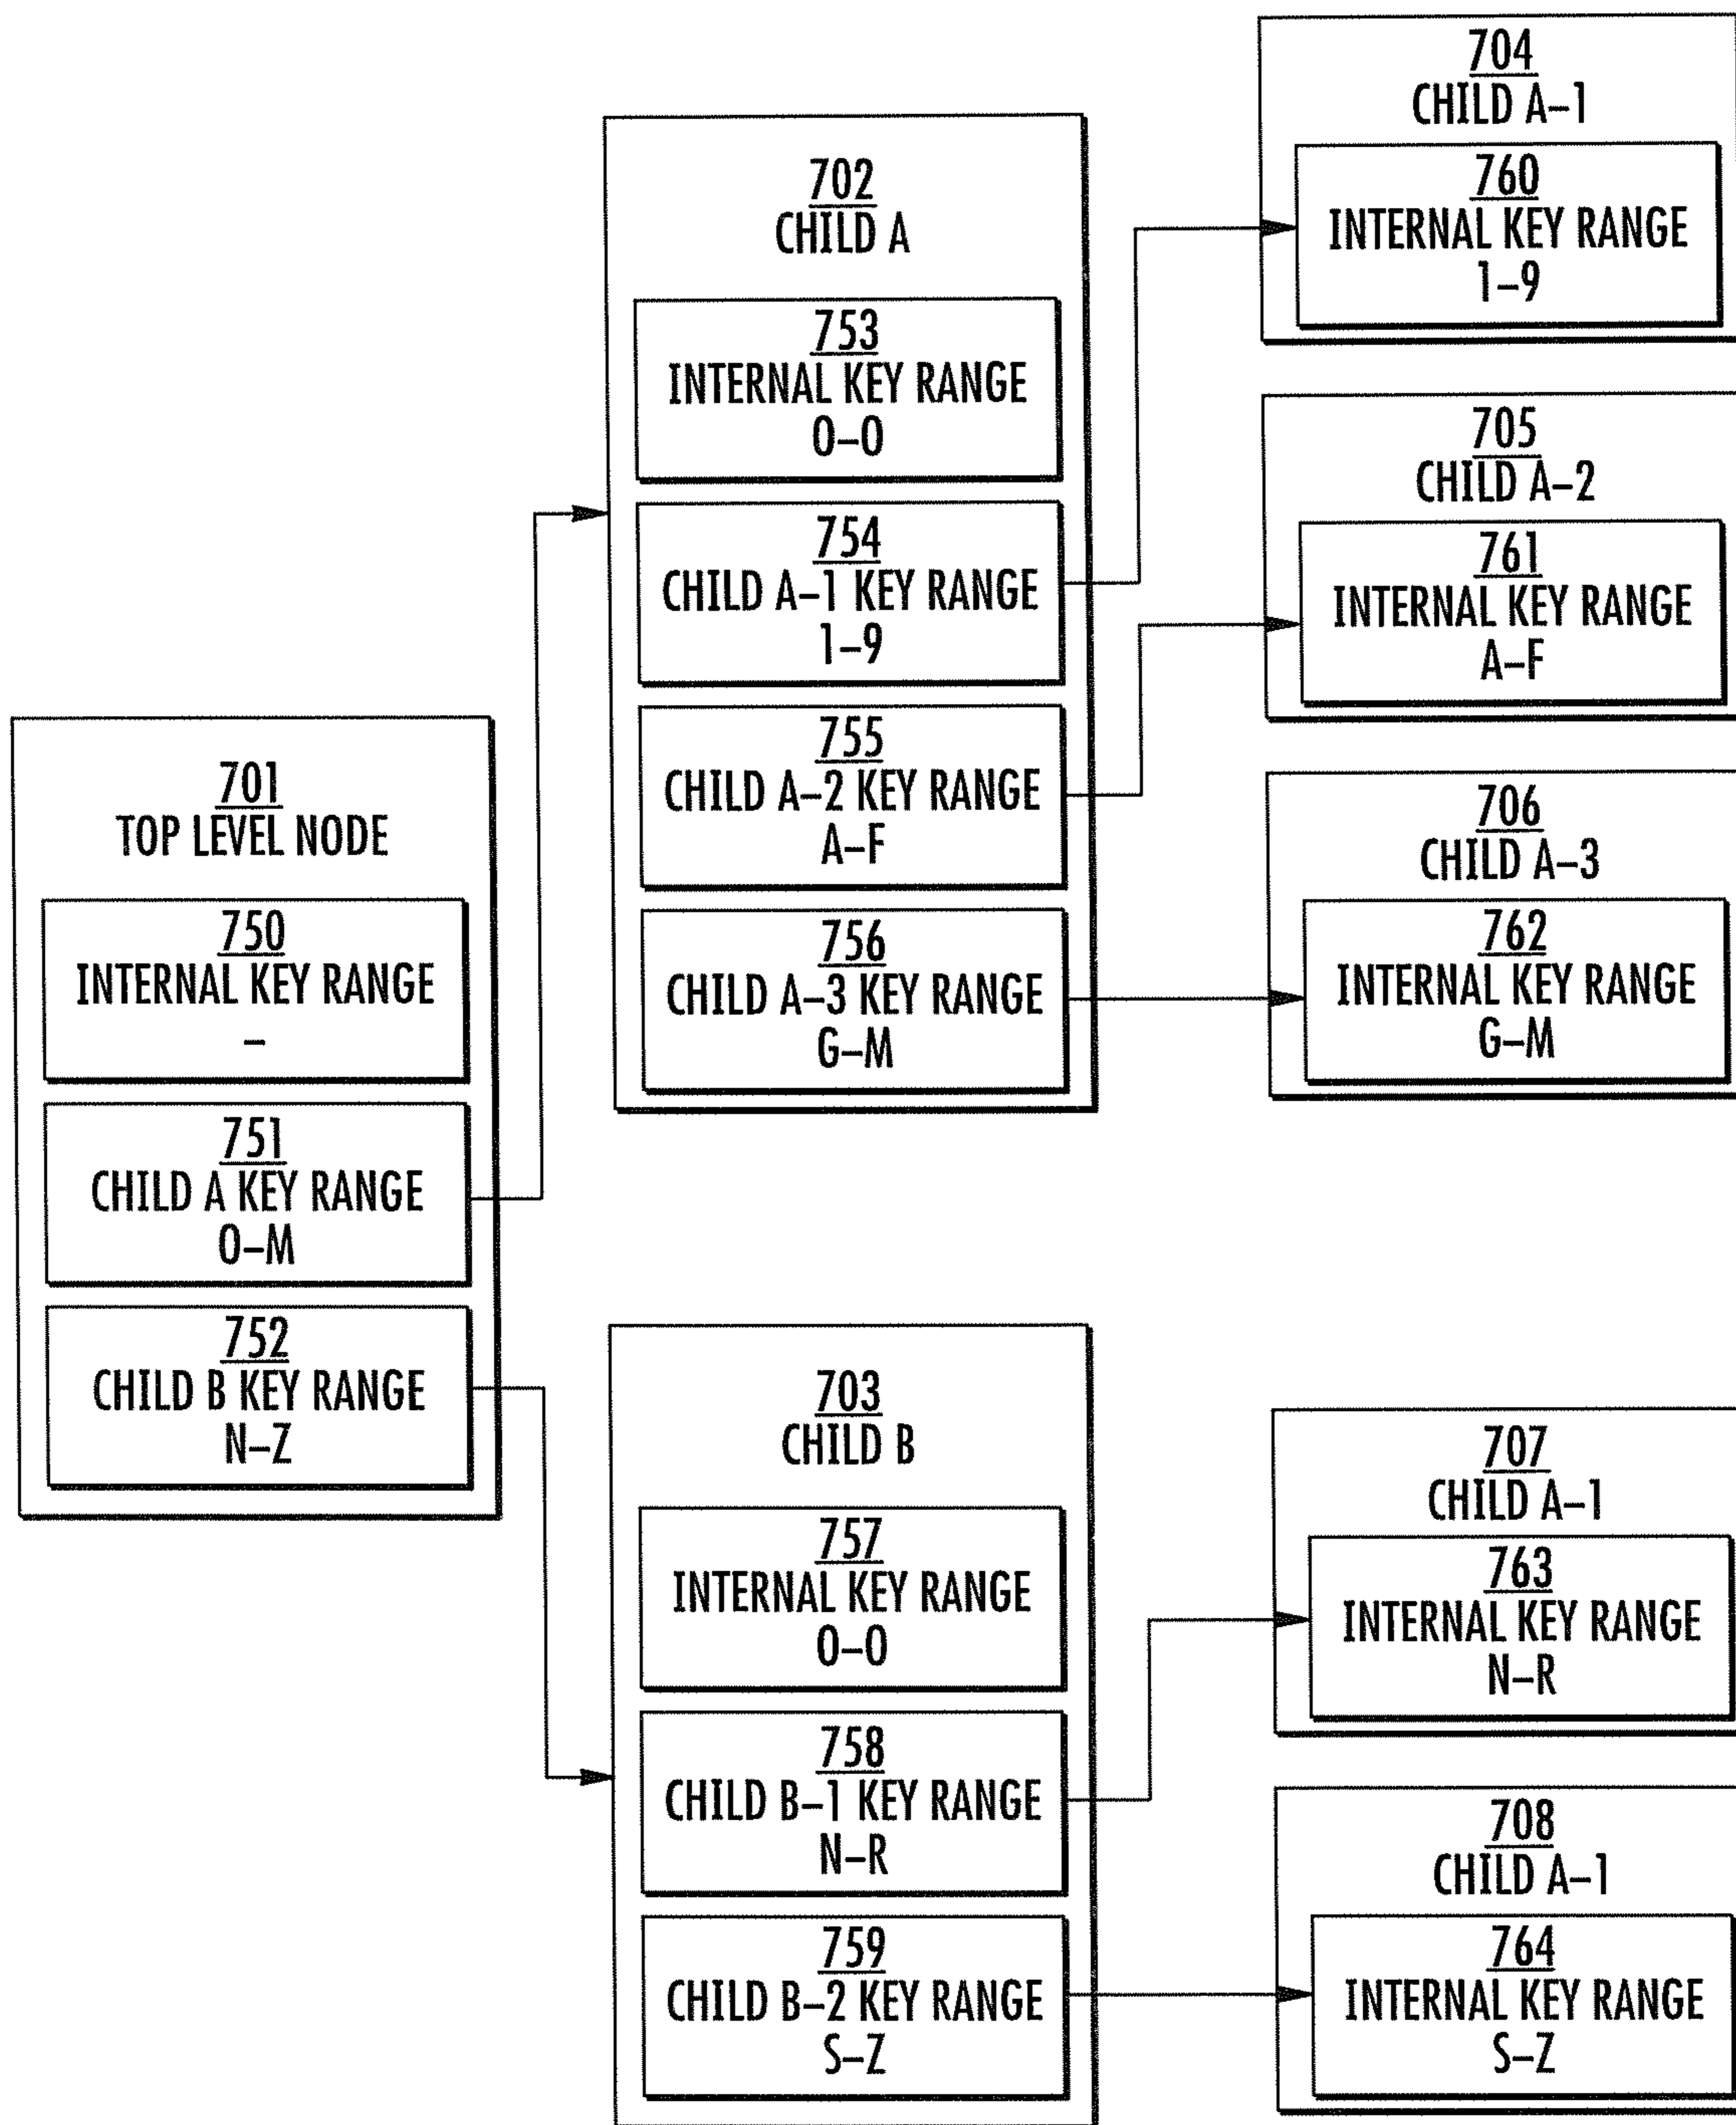 701
TOP LEVEL NODE
750
INTERNAL KEY RANGE
–
751
CHILD A KEY RANGE
0–M
752
CHILD B KEY RANGE
N–Z
702
CHILD A
753
INTERNAL KEY RANGE
0–0
754
CHILD A–1 KEY RANGE
1–9
755
CHILD A–2 KEY RANGE
A–F
756
CHILD A–3 KEY RANGE
G–M
703
CHILD B
757
INTERNAL KEY RANGE
0–0
758
CHILD B–1 KEY RANGE
N–R
759
CHILD B–2 KEY RANGE
S–Z
704
CHILD A–1
760
INTERNAL KEY RANGE
1–9
705
CHILD A–2
761
INTERNAL KEY RANGE
A–F
706
CHILD A–3
762
INTERNAL KEY RANGE
G–M
707
CHILD A–1
763
INTERNAL KEY RANGE
N–R
708
CHILD A–1
764
INTERNAL KEY RANGE
S–Z